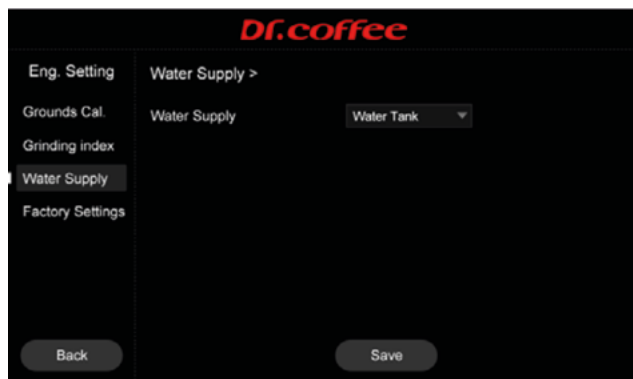 Dr.coffee
Eng. Setting
Grounds Cal.
Grinding index
Water Supply
Factory Settings
Back
Water Supply >
Water Supply
Water Tank
Save